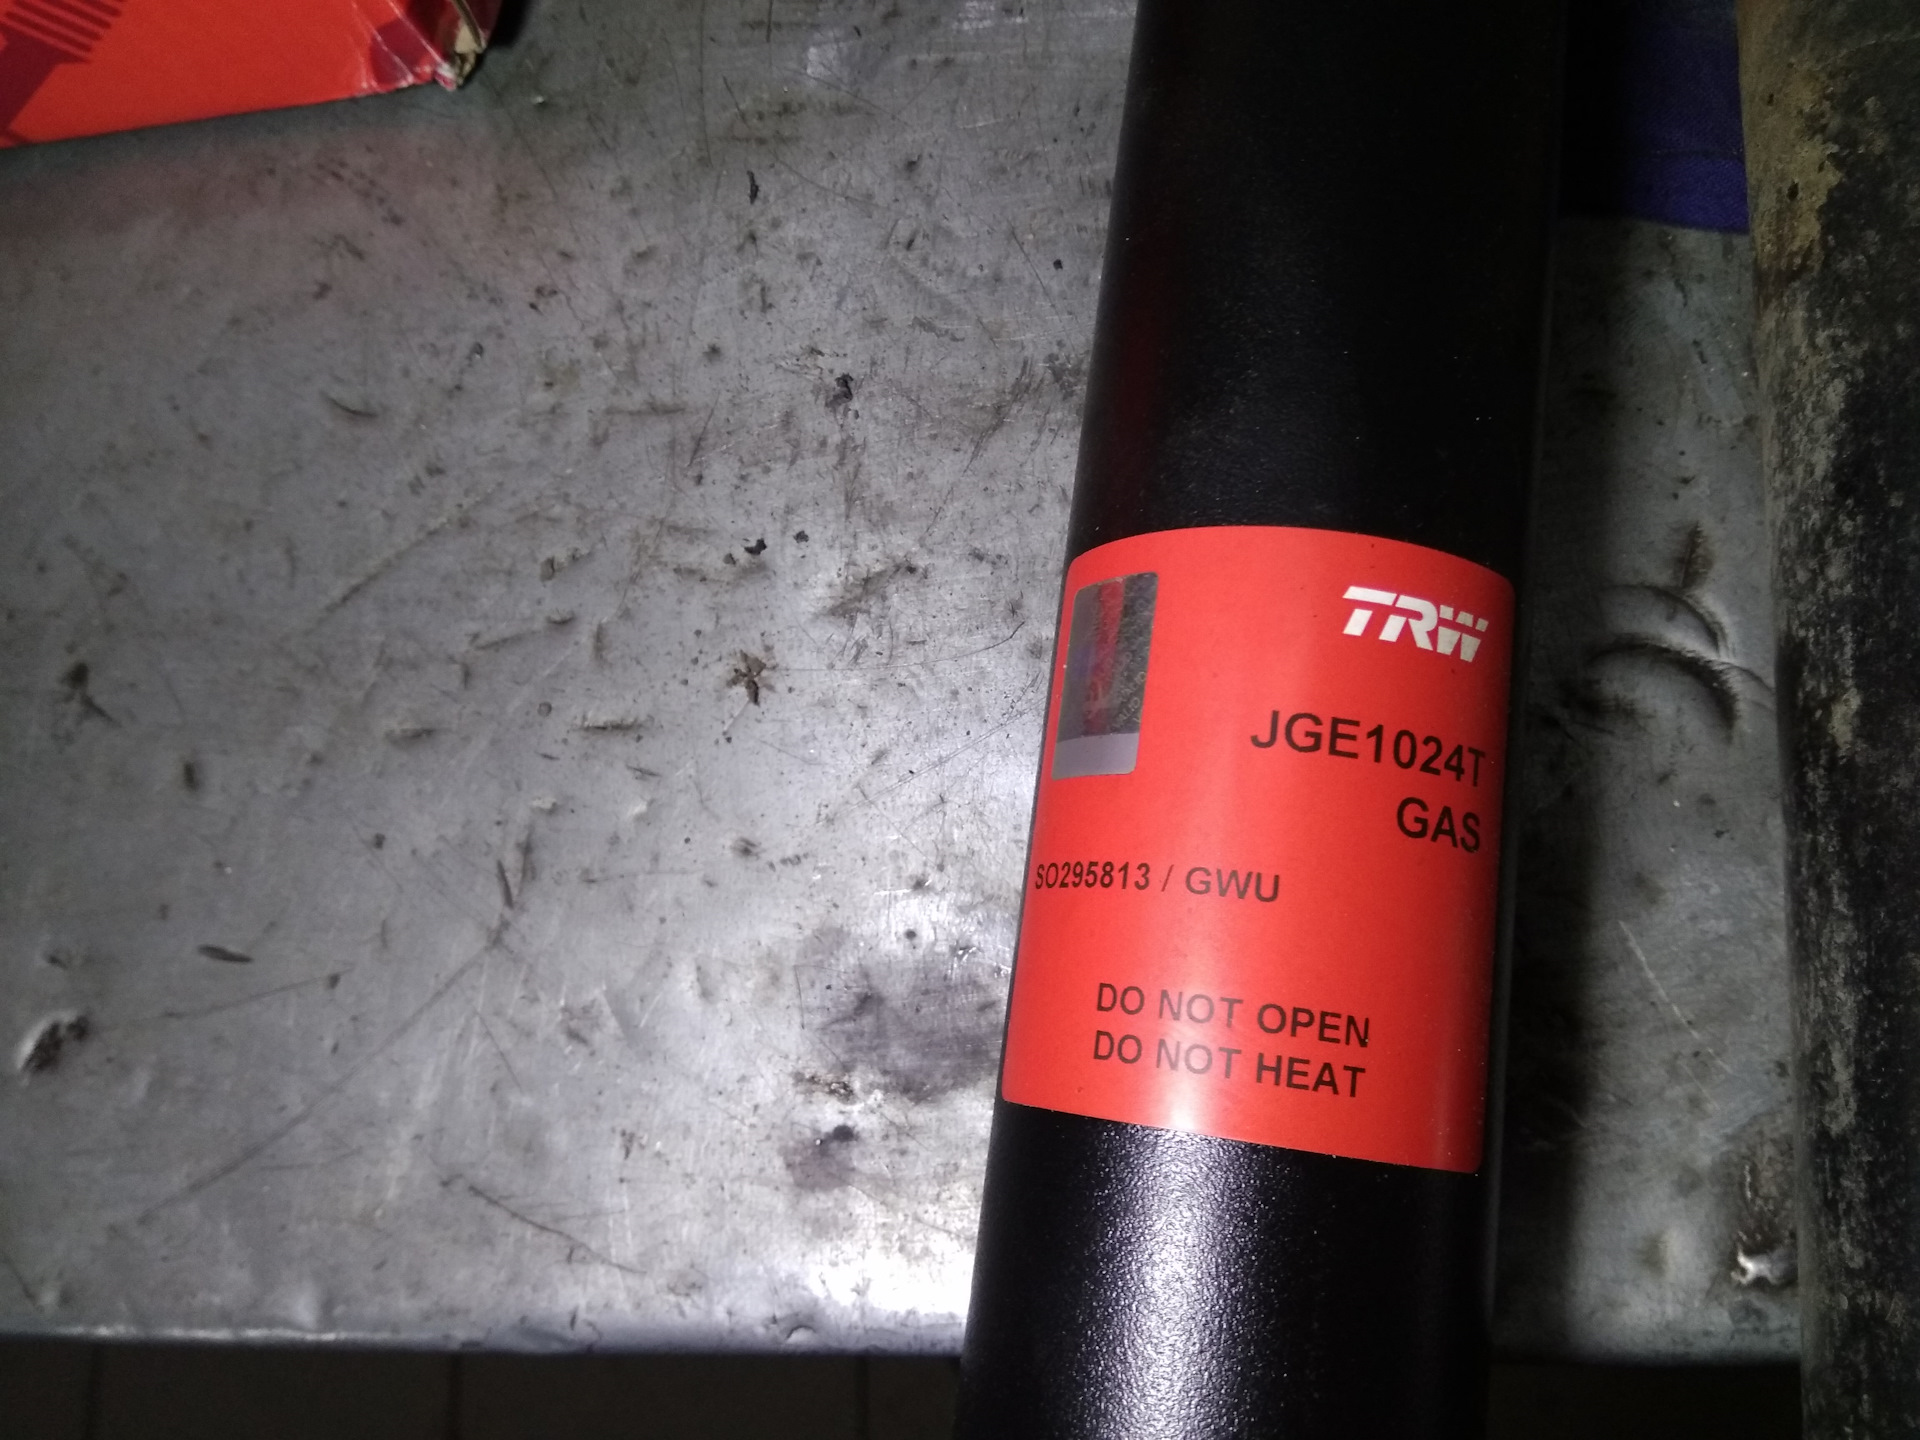 TRW
JGE1024T
GAS
SO295813 / GWU
DO NOT OPEN
DO NOT HEAT